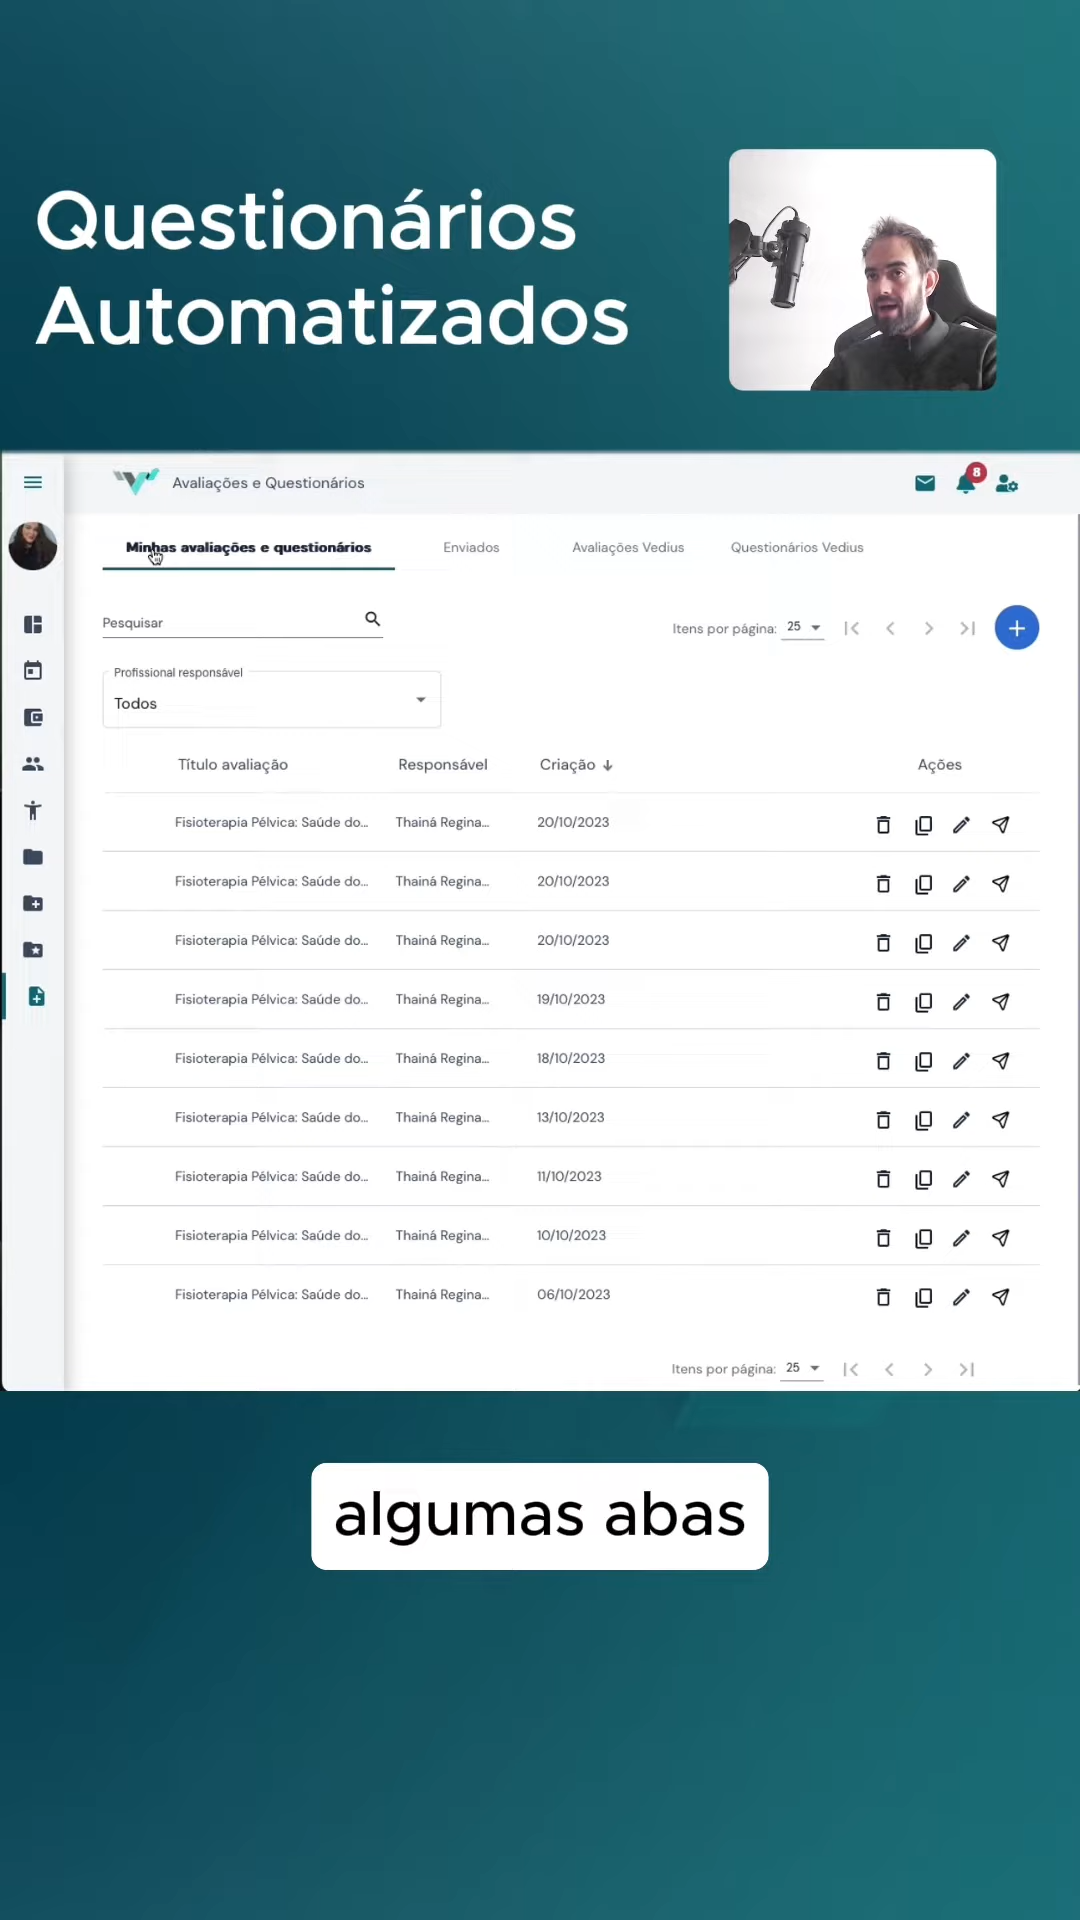 Questionários
Automatizados
Avaliações e Questionários
8
Minhas avaliações e questionários
Enviados
Avaliações Vedius
Questionários Vedius
Pesquisar
Itens por página: 25
Profissional responsável
Todos
Título avaliação Responsável Criação Ações
Fisioterapia Pélvica: Saúde do... Thainá Regina... 20/10/2023
Fisioterapia Pélvica: Saúde do... Thainá Regina... 20/10/2023
Fisioterapia Pélvica: Saúde do... Thainá Regina... 20/10/2023
Fisioterapia Pélvica: Saúde do... Thainá Regina... 19/10/2023
Fisioterapia Pélvica: Saúde do... Thainá Regina... 18/10/2023
Fisioterapia Pélvica: Saúde do... Thainá Regina... 13/10/2023
Fisioterapia Pélvica: Saúde do... Thainá Regina... 11/10/2023
Fisioterapia Pélvica: Saúde do... Thainá Regina... 10/10/2023
Fisioterapia Pélvica: Saúde do... Thainá Regina... 06/10/2023
Itens por página: 25
algumas abas